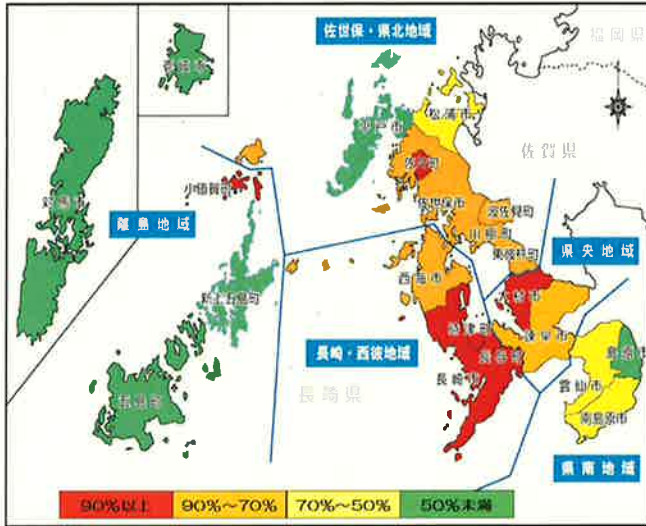 佐世保・県北地域
福岡県
壱岐市
松浦市
平戸市
佐賀県
佐々町
小値賀町
対馬市
佐世保市
波佐見町
離島地域
川棚町
東彼杵町
県央地域
西海市
大村市
新上五島町
時津町
諫早市
島原市
長崎・西彼地域
長与町
雲仙市
長崎市
長崎県
五島市
南島原市
県南地域
90%以上
90%～70%
70%～50%
50%未満